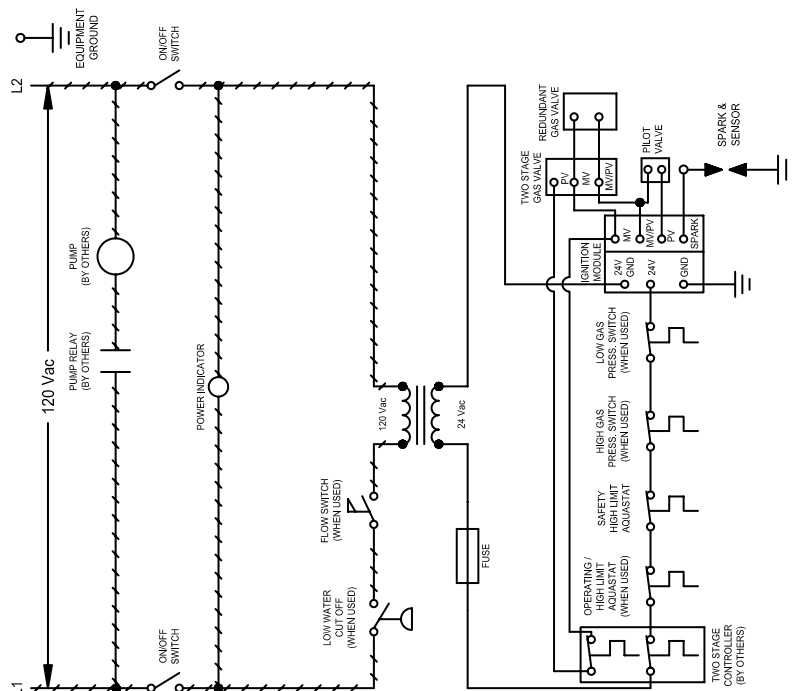 L1
120 Vac
L2
EQUIPMENT
GROUND
PUMP RELAY
(BY OTHERS)
PUMP
(BY OTHERS)
ON/OFF
SWITCH
ON/OFF
SWITCH
POWER INDICATOR
LOW WATER
CUT OFF
(WHEN USED)
FLOW SWITCH
(WHEN USED)
120 Vac
24 Vac
FUSE
TWO STAGE
GAS VALVE
PV
MV
MV/PV
REDUNDANT
GAS VALVE
PILOT
VALVE
SPARK &
SENSOR
IGNITION
MODULE
24V
GND
24V
GND
MV
MV/PV
PV
SPARK
OPERATING /
HIGH LIMIT
AQUASTAT
(WHEN USED)
SAFETY
HIGH LIMIT
AQUASTAT
HIGH GAS
PRESS. SWITCH
(WHEN USED)
LOW GAS
PRESS. SWITCH
(WHEN USED)
TWO STAGE
CONTROLLER
(BY OTHERS)